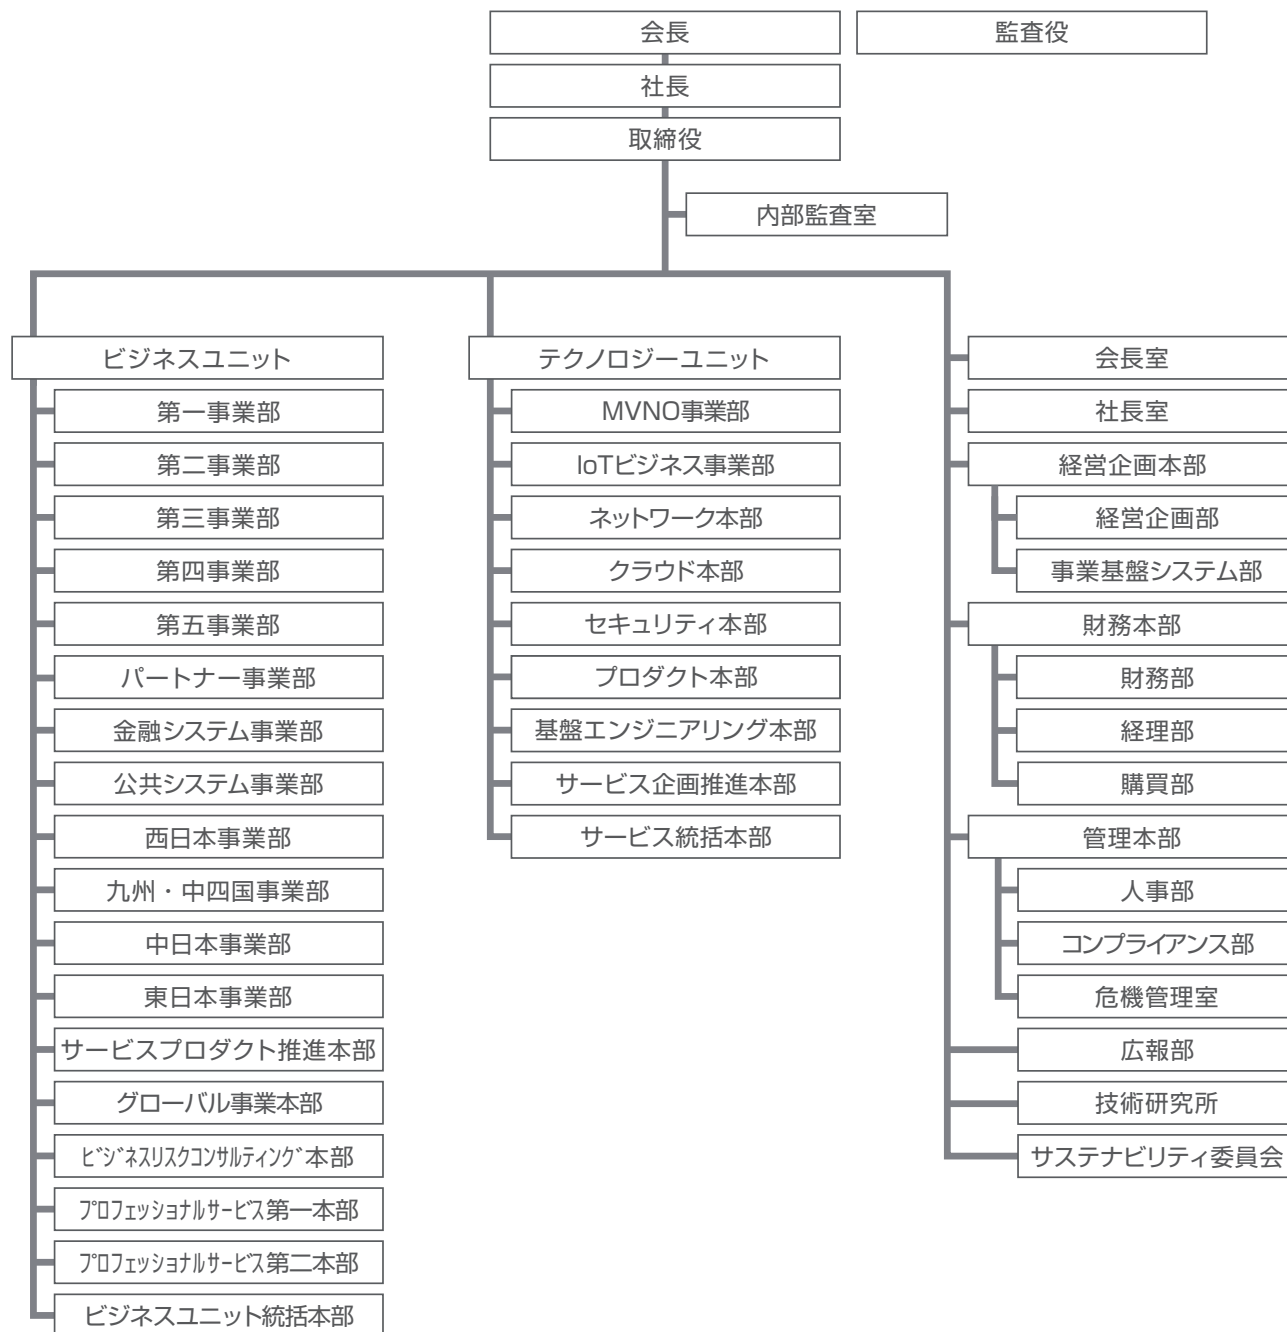 会長
監査役
社長
取締役
内部監査室
ビジネスユニット
第一事業部
第二事業部
第三事業部
第四事業部
第五事業部
パートナー事業部
金融システム事業部
公共システム事業部
西日本事業部
九州・中四国事業部
中日本事業部
東日本事業部
サービスプロダクト推進本部
グローバル事業本部
ビジネスリスクコンサルティング本部
プロフェッショナルサービス第一本部
プロフェッショナルサービス第二本部
ビジネスユニット統括本部
テクノロジーユニット
MVNO事業部
IoTビジネス事業部
ネットワーク本部
クラウド本部
セキュリティ本部
プロダクト本部
基盤エンジニアリング本部
サービス企画推進本部
サービス統括本部
会長室
社長室
経営企画本部
経営企画部
事業基盤システム部
財務本部
財務部
経理部
購買部
管理本部
人事部
コンプライアンス部
危機管理室
広報部
技術研究所
サステナビリティ委員会